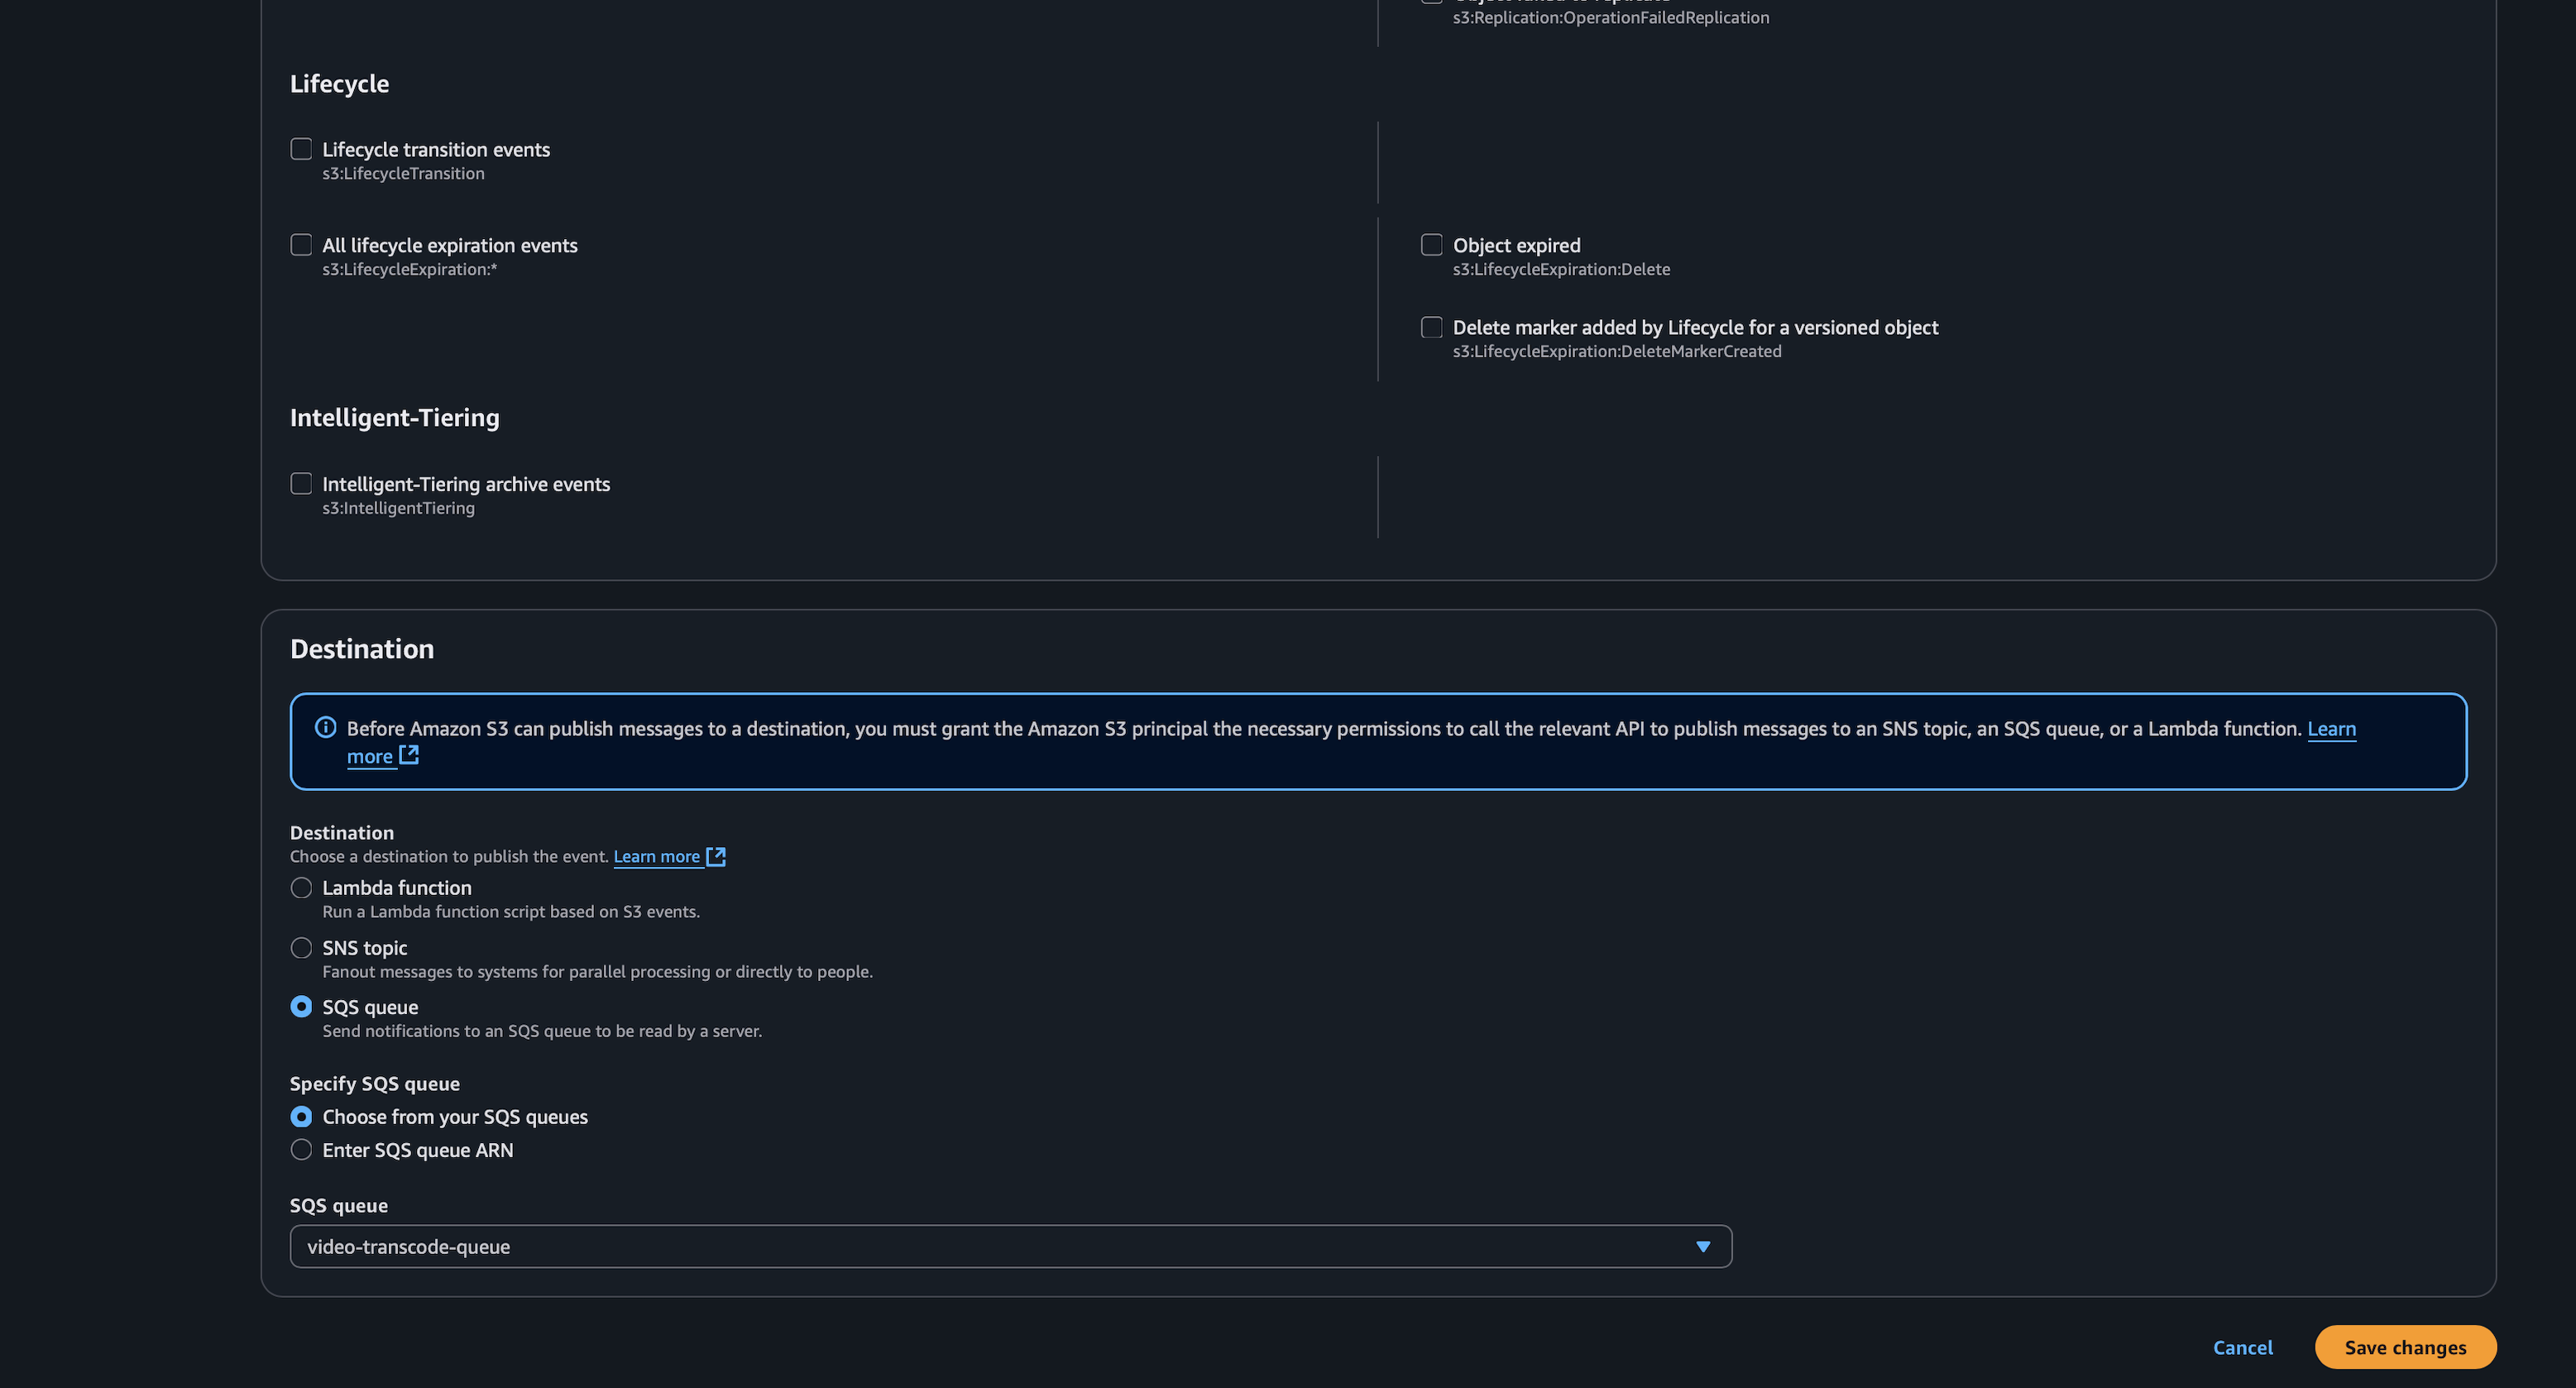 s3:Replication:OperationFailedReplication
Lifecycle
Lifecycle transition events
s3:LifecycleTransition
All lifecycle expiration events
s3:LifecycleExpiration:*
Object expired
s3:LifecycleExpiration:Delete
Delete marker added by Lifecycle for a versioned object
s3:LifecycleExpiration:DeleteMarkerCreated
Intelligent-Tiering
Intelligent-Tiering archive events
s3:IntelligentTiering
Destination
Before Amazon S3 can publish messages to a destination, you must grant the Amazon S3 principal the necessary permissions to call the relevant API to publish messages to an SNS topic, an SQS queue, or a Lambda function. Learn
more
Destination
Choose a destination to publish the event. Learn more
Lambda function
Run a Lambda function script based on S3 events.
SNS topic
Fanout messages to systems for parallel processing or directly to people.
SQS queue
Send notifications to an SQS queue to be read by a server.
Specify SQS queue
Choose from your SQS queues
Enter SQS queue ARN
SQS queue
video-transcode-queue
Cancel
Save changes